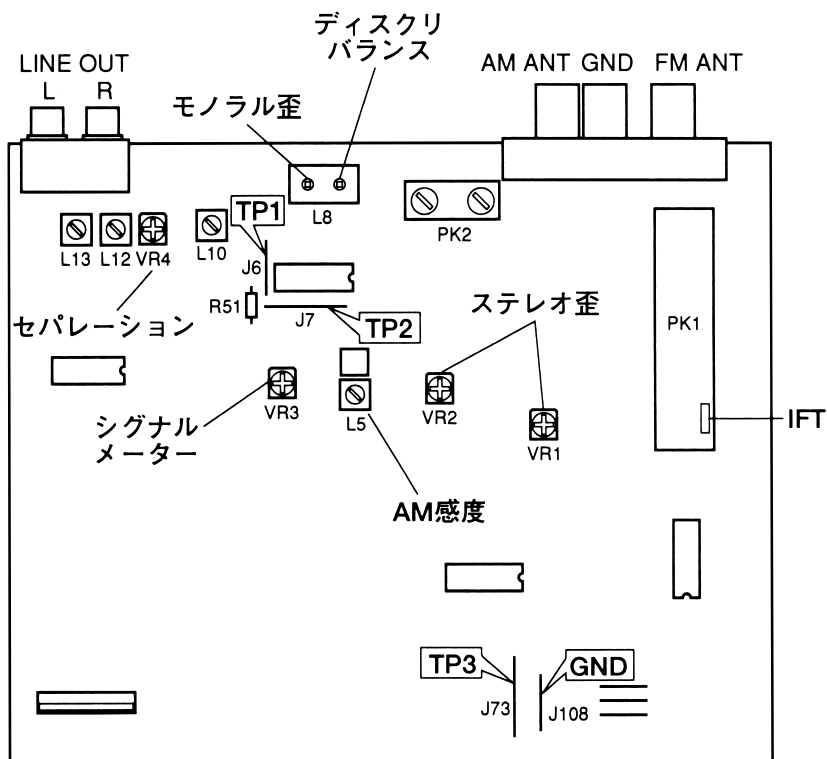 ディスクリ
バランス
LINE OUT
L R
AM ANT GND FM ANT
モノラル歪
TP1
L8
PK2
L13 L12 VR4
L10
J6
R51
J7
TP2
セパレーション
ステレオ歪
PK1
VR3
L5
VR2
VR1
IFT
シグナル
メーター
AM感度
TP3
GND
J73
J108